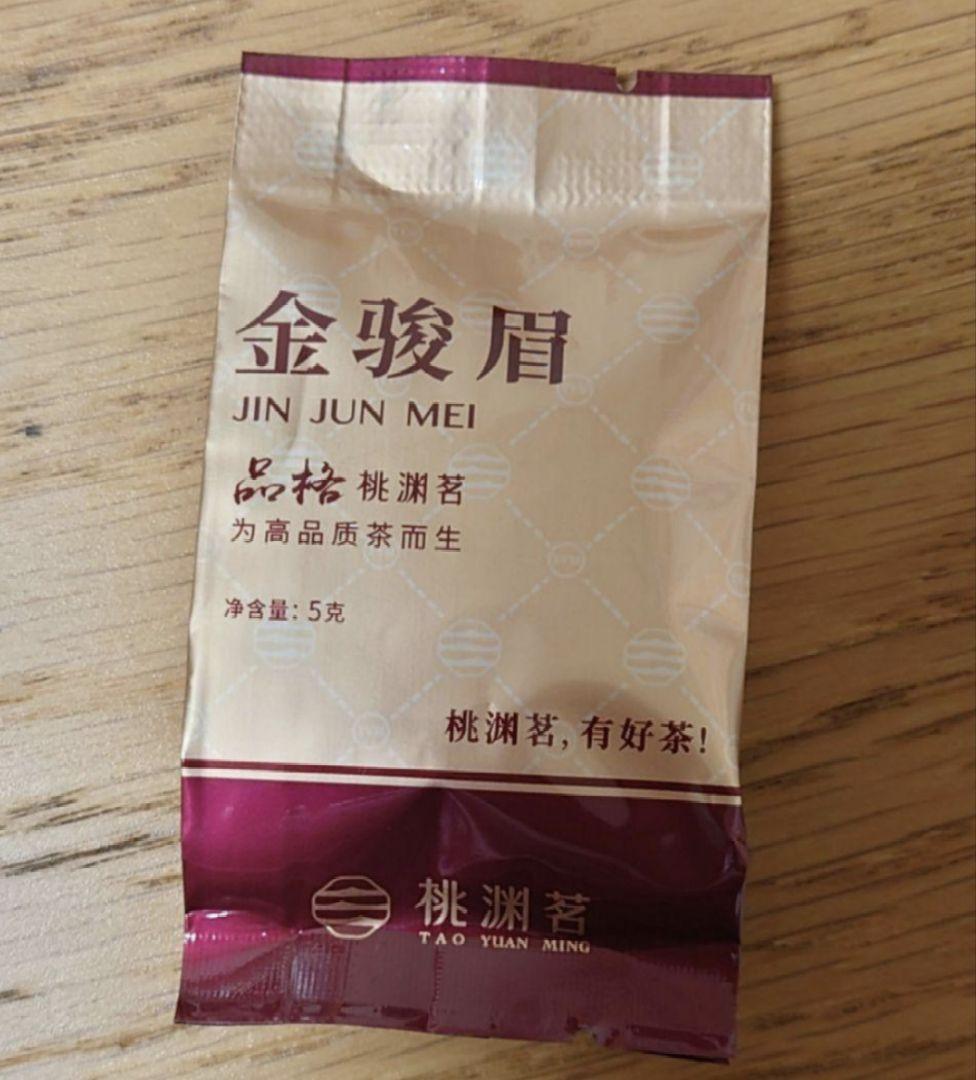 金骏眉
JIN JUN MEI
品格 桃渊茗
为高品质茶而生
净含量：5克
桃渊茗，有好茶！
桃渊茗
TAO YUAN MING